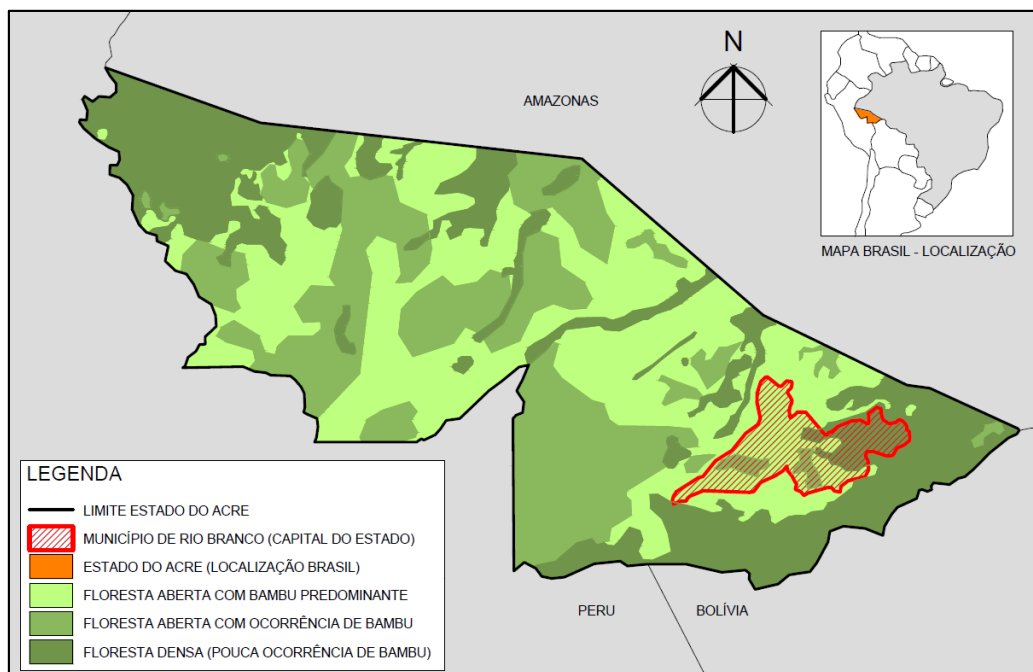 N
AMAZONAS
MAPA BRASIL - LOCALIZAÇÃO
LEGENDA
LIMITE ESTADO DO ACRE
MUNICÍPIO DE RIO BRANCO (CAPITAL DO ESTADO)
ESTADO DO ACRE (LOCALIZAÇÃO BRASIL)
FLORESTA ABERTA COM BAMBU PREDOMINANTE
FLORESTA ABERTA COM OCORRÊNCIA DE BAMBU
FLORESTA DENSA (POUCA OCORRÊNCIA DE BAMBU)
PERU
BOLÍVIA